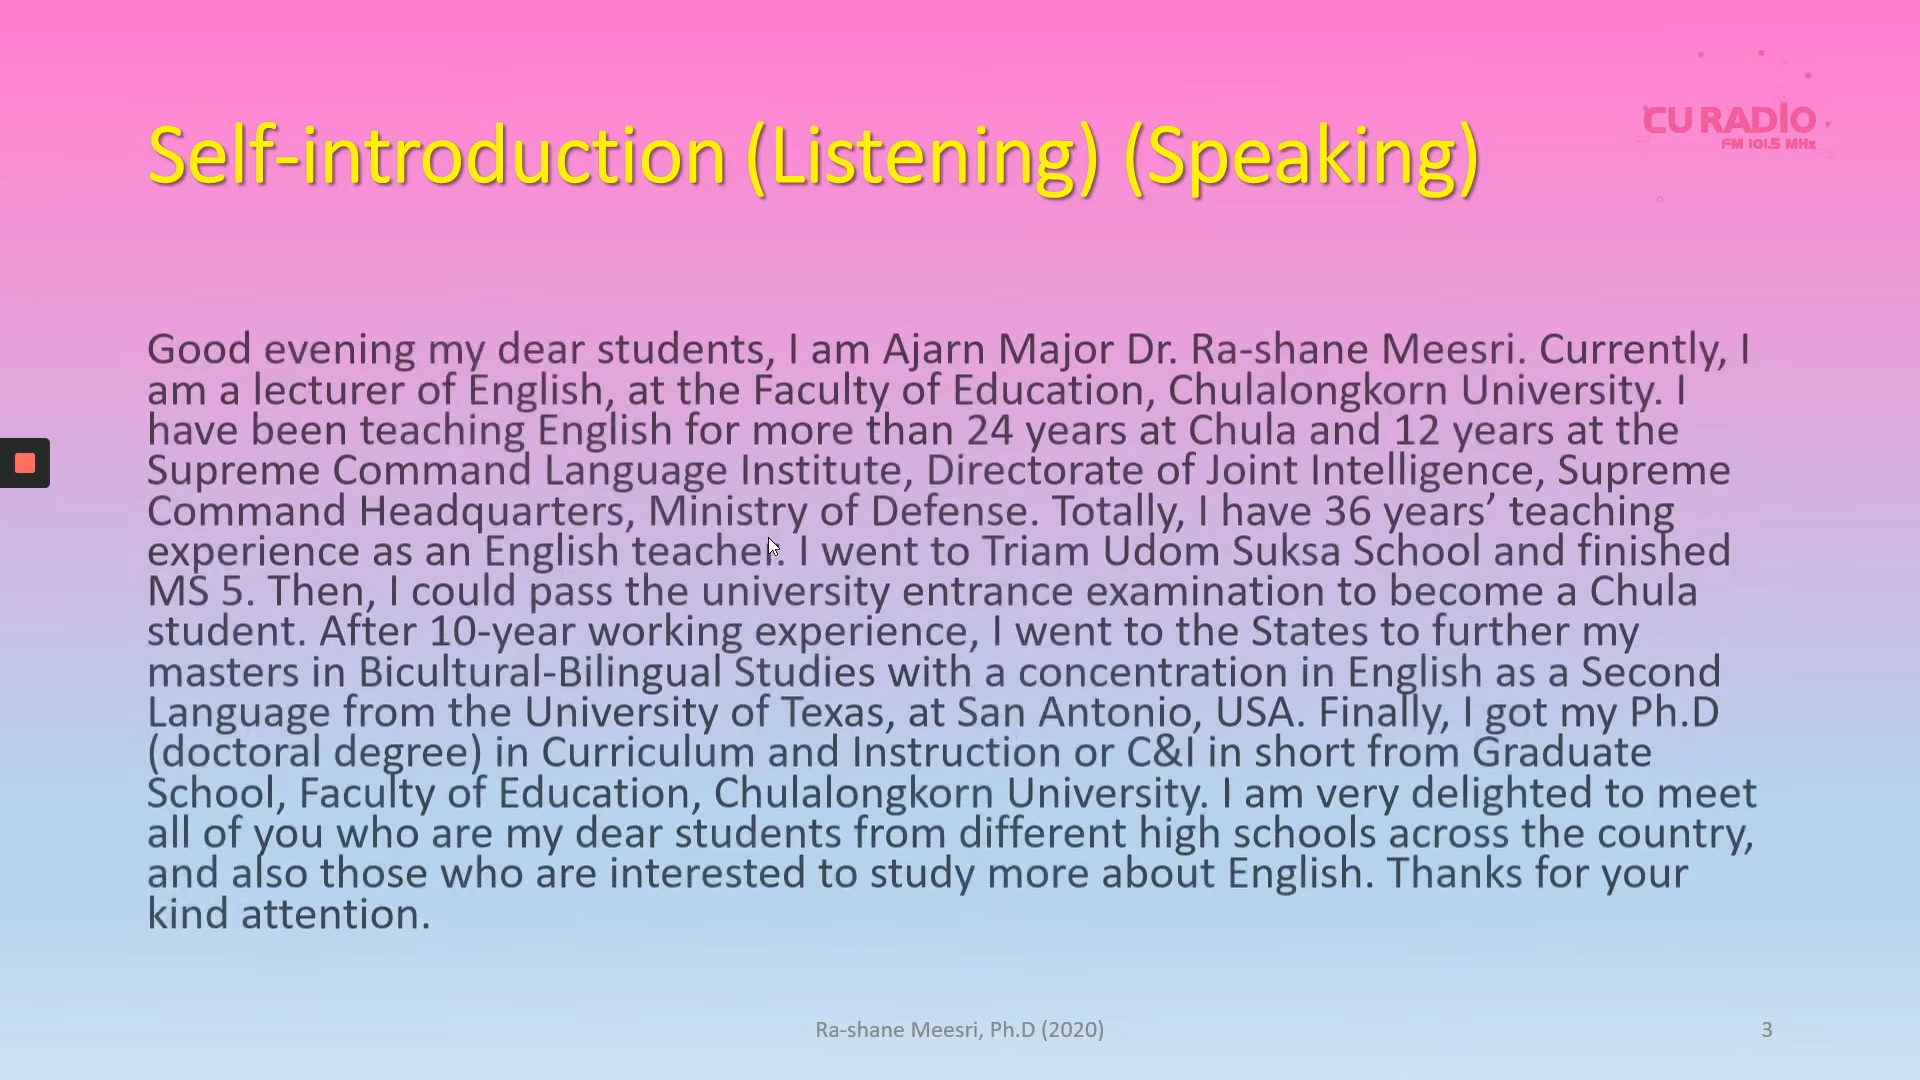 CU RADIO
FM 101.5 MHz
Self-introduction (Listening) (Speaking)
Good evening my dear students, I am Ajarn Major Dr. Ra-shane Meesri. Currently, I
am a lecturer of English, at the Faculty of Education, Chulalongkorn University. I
have been teaching English for more than 24 years at Chula and 12 years at the
Supreme Command Language Institute, Directorate of Joint Intelligence, Supreme
Command Headquarters, Ministry of Defense. Totally, I have 36 years’ teaching
experience as an English teacher. I went to Triam Udom Suksa School and finished
MS 5. Then, I could pass the university entrance examination to become a Chula
student. After 10-year working experience, I went to the States to further my
masters in Bicultural-Bilingual Studies with a concentration in English as a Second
Language from the University of Texas, at San Antonio, USA. Finally, I got my Ph.D
(doctoral degree) in Curriculum and Instruction or C&I in short from Graduate
School, Faculty of Education, Chulalongkorn University. I am very delighted to meet
all of you who are my dear students from different high schools across the country,
and also those who are interested to study more about English. Thanks for your
kind attention.
Ra-shane Meesri, Ph.D (2020)
3